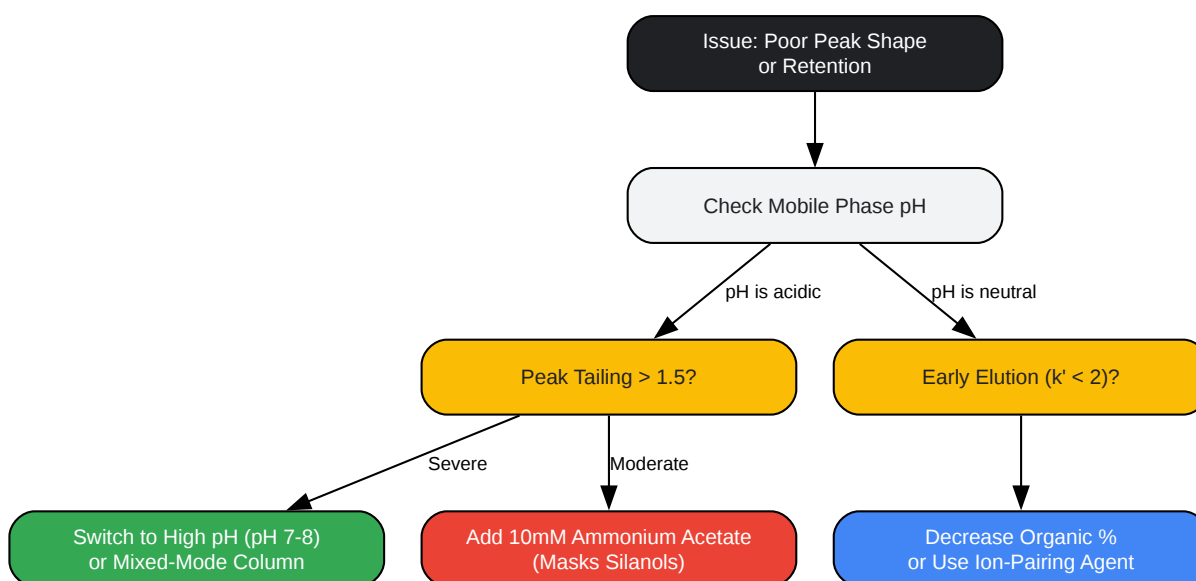 Issue: Poor Peak Shape
or Retention
Check Mobile Phase pH
pH is acidic
pH is neutral
Peak Tailing > 1.5?
Early Elution (k' < 2)?
Severe
Moderate
Switch to High pH (pH 7-8)
or Mixed-Mode Column
Add 10mM Ammonium Acetate
(Masks Silanols)
Decrease Organic %
or Use Ion-Pairing Agent